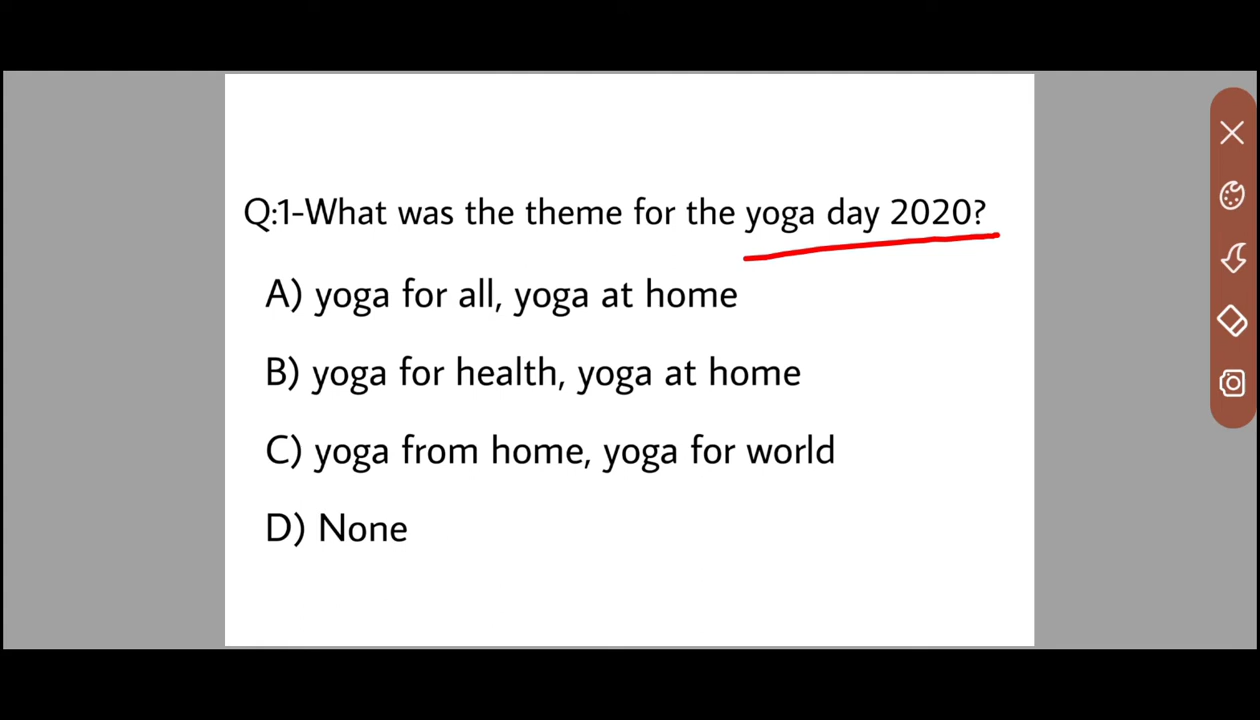 Q:1-What was the theme for the yoga day 2020?
A) yoga for all, yoga at home
B) yoga for health, yoga at home
C) yoga from home, yoga for world
D) None